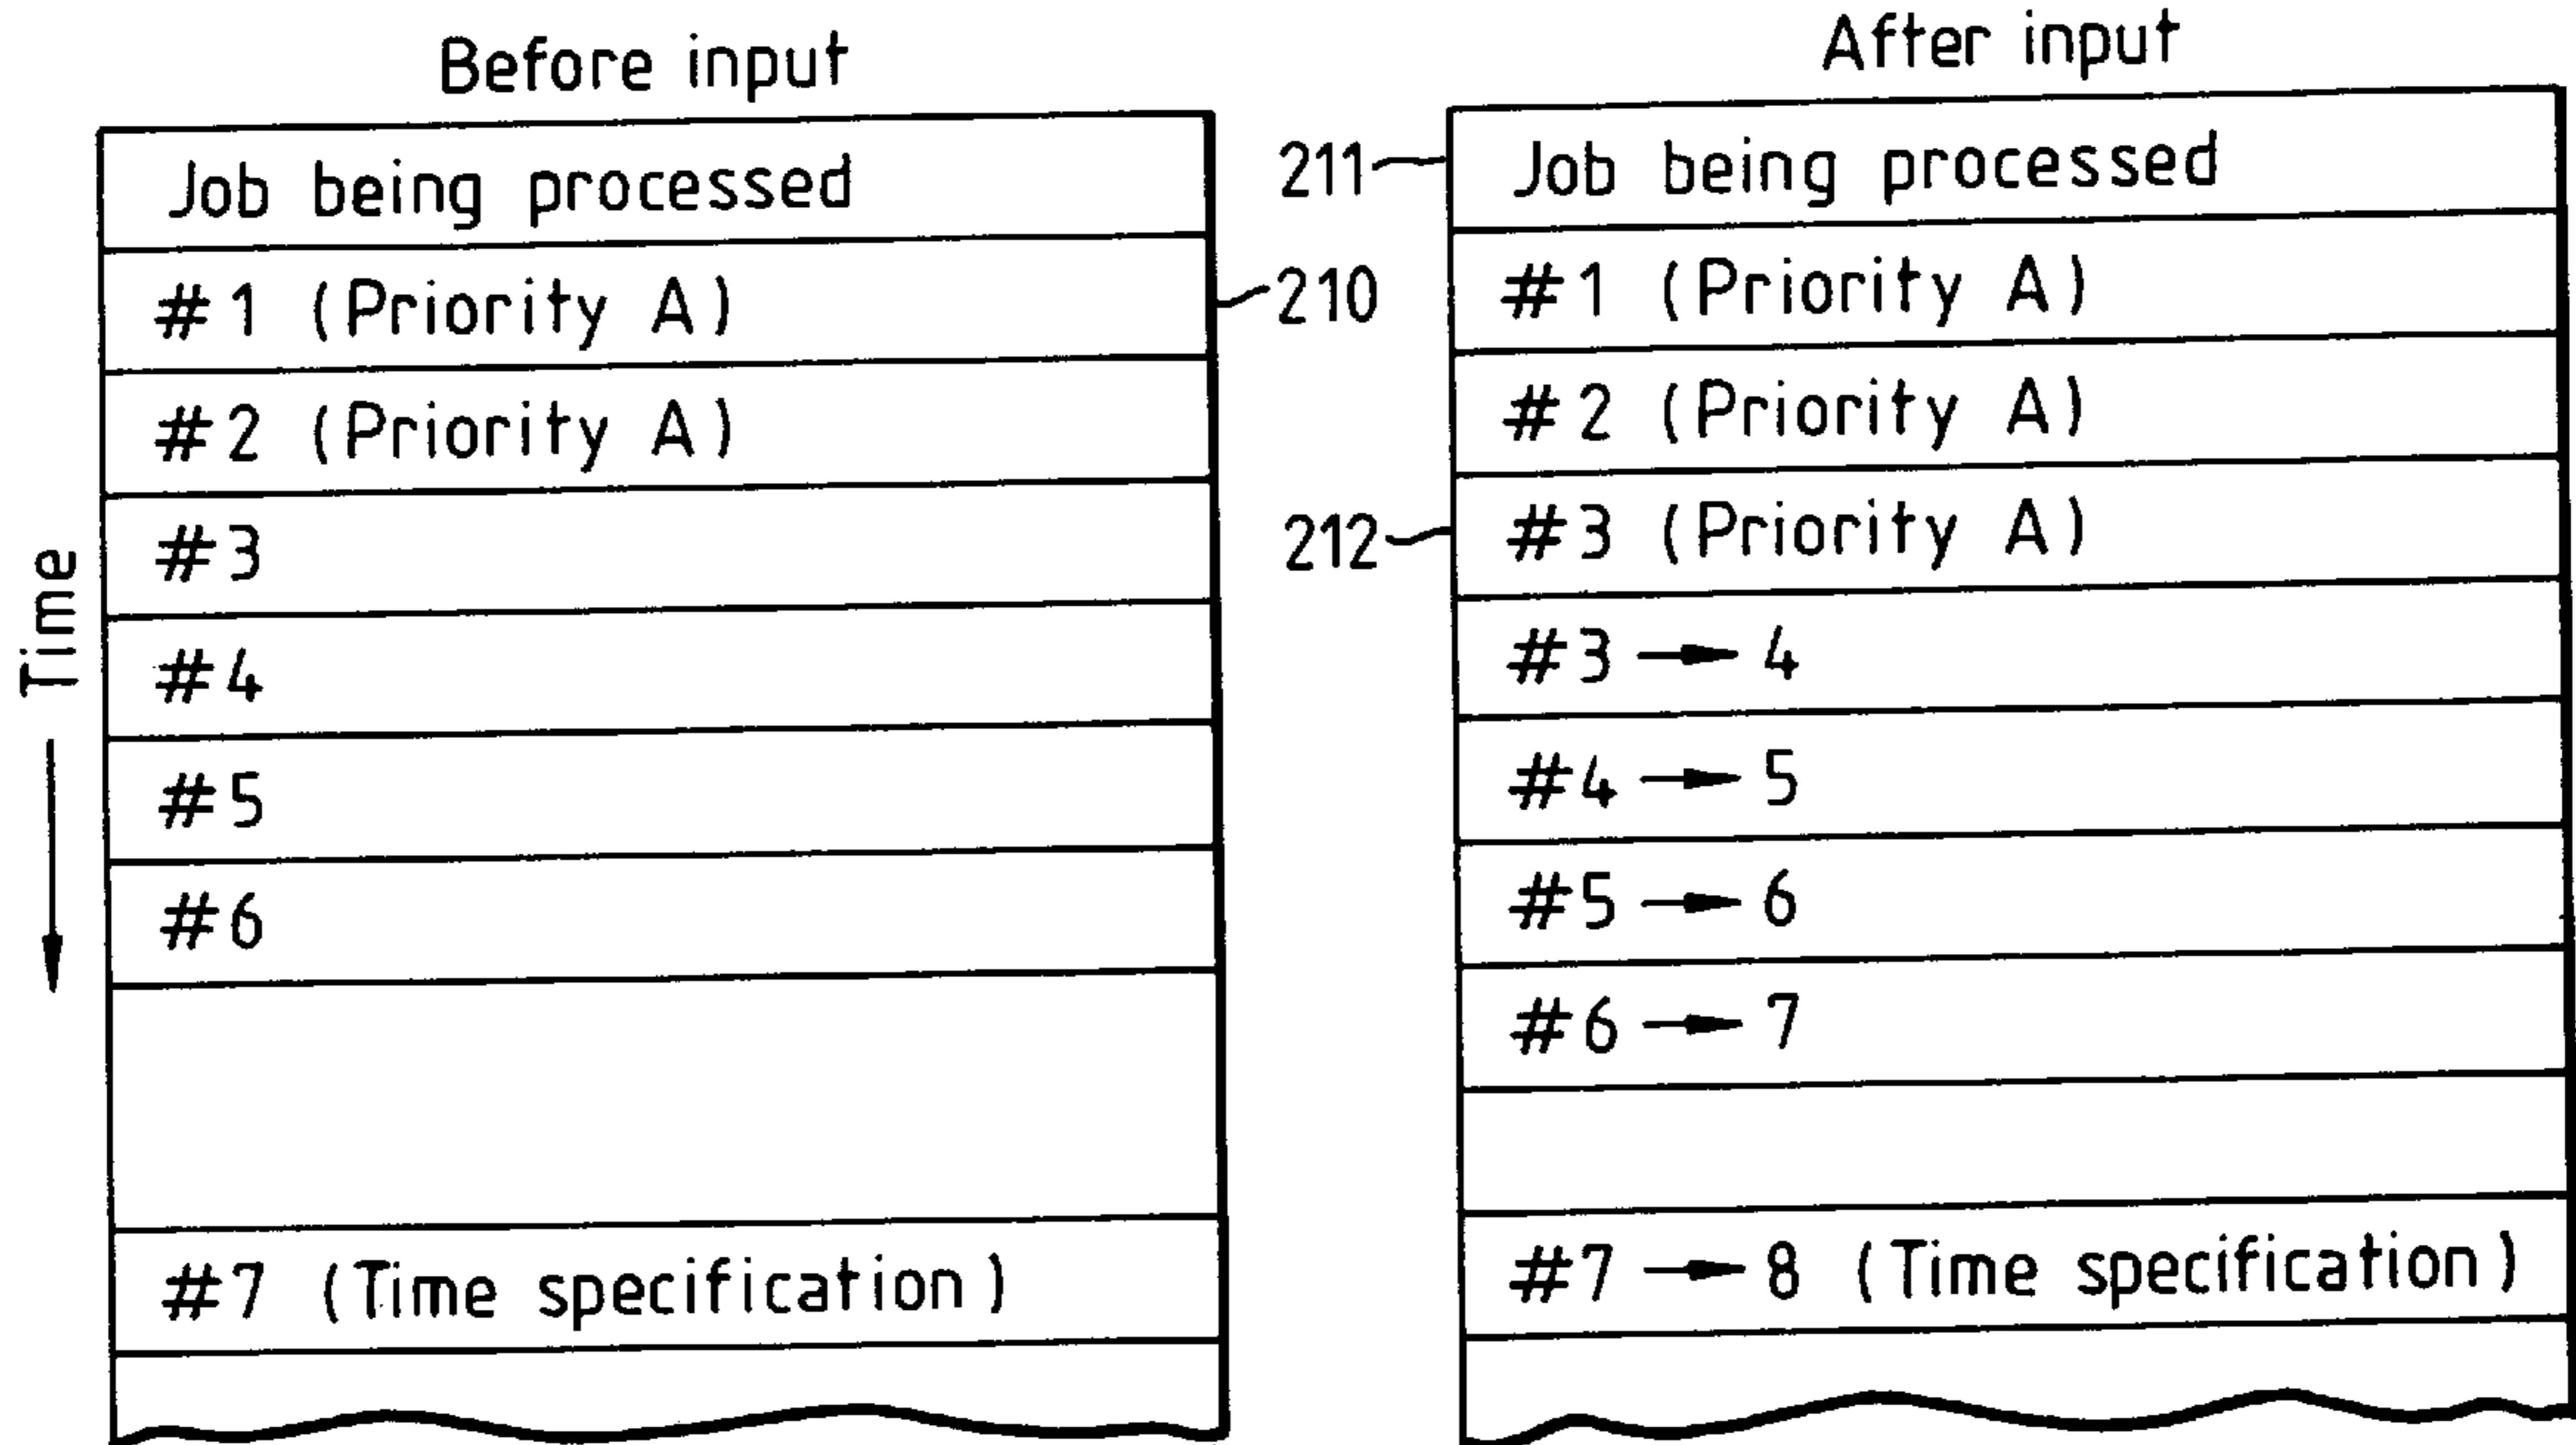 Before input
Job being processed
#1 (Priority A)
#2 (Priority A)
#3
#4
#5
#6
#7 (Time specification)
Time
210
After input
211
Job being processed
#1 (Priority A)
#2 (Priority A)
212
#3 (Priority A)
#3 → 4
#4 → 5
#5 → 6
#6 → 7
#7 → 8 (Time specification)